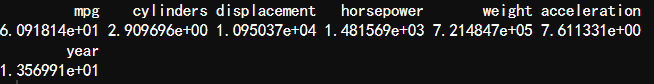 mpg cylinders displacement horsepower weight acceleration
6.091814e+01 2.909696e+00 1.095037e+04 1.481569e+03 7.214847e+05 7.611331e+00
year
1.356991e+01